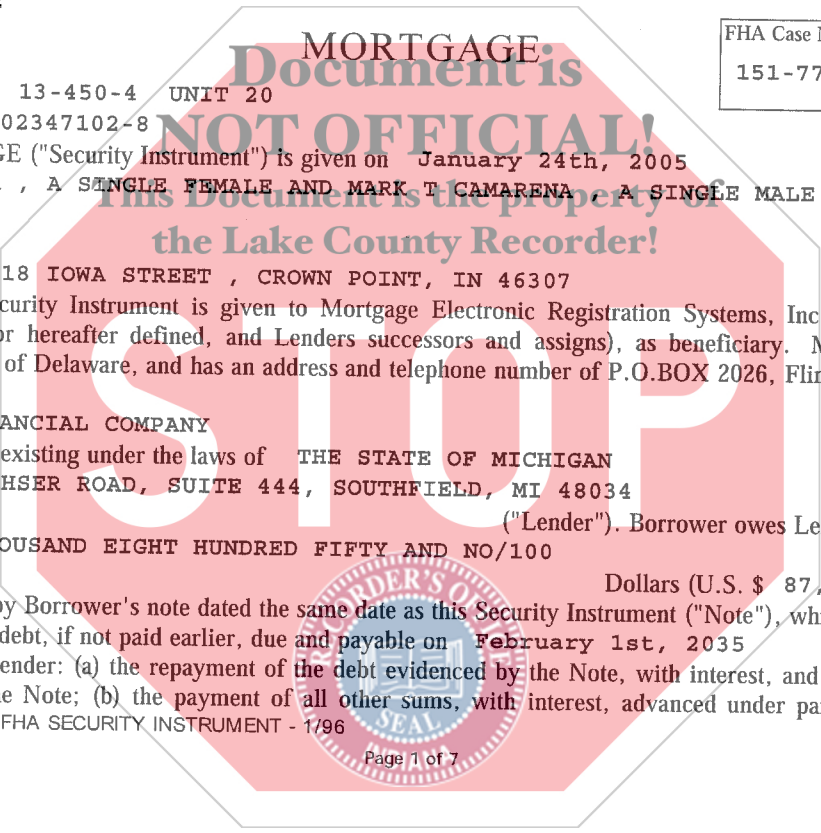 MORTGAGE
FHA Case N
151-77
13-450-4 UNIT 20
02347102-8
Document is
NOT OFFICIAL!
This Document is the property of
the Lake County Recorder!
GE ("Security Instrument") is given on January 24th, 2005
, A SINGLE FEMALE AND MARK T CAMARENA , A SINGLE MALE
18 IOWA STREET , CROWN POINT, IN 46307
curity Instrument is given to Mortgage Electronic Registration Systems, Inc
or hereafter defined, and Lenders successors and assigns), as beneficiary. M
of Delaware, and has an address and telephone number of P.O.BOX 2026, Flin
STOP
ANCIAL COMPANY
existing under the laws of THE STATE OF MICHIGAN
HSER ROAD, SUITE 444, SOUTHFIELD, MI 48034
("Lender"). Borrower owes Le
OUSAND EIGHT HUNDRED FIFTY AND NO/100
Dollars (U.S. $ 87,
by Borrower's note dated the same date as this Security Instrument ("Note"), whi
debt, if not paid earlier, due and payable on February 1st, 2035
ender: (a) the repayment of the debt evidenced by the Note, with interest, and
e Note; (b) the payment of all other sums, with interest, advanced under pa
FHA SECURITY INSTRUMENT - 1/96
Page 1 of 7
RECORDER'S OFFICE
SEAL
INDIANA